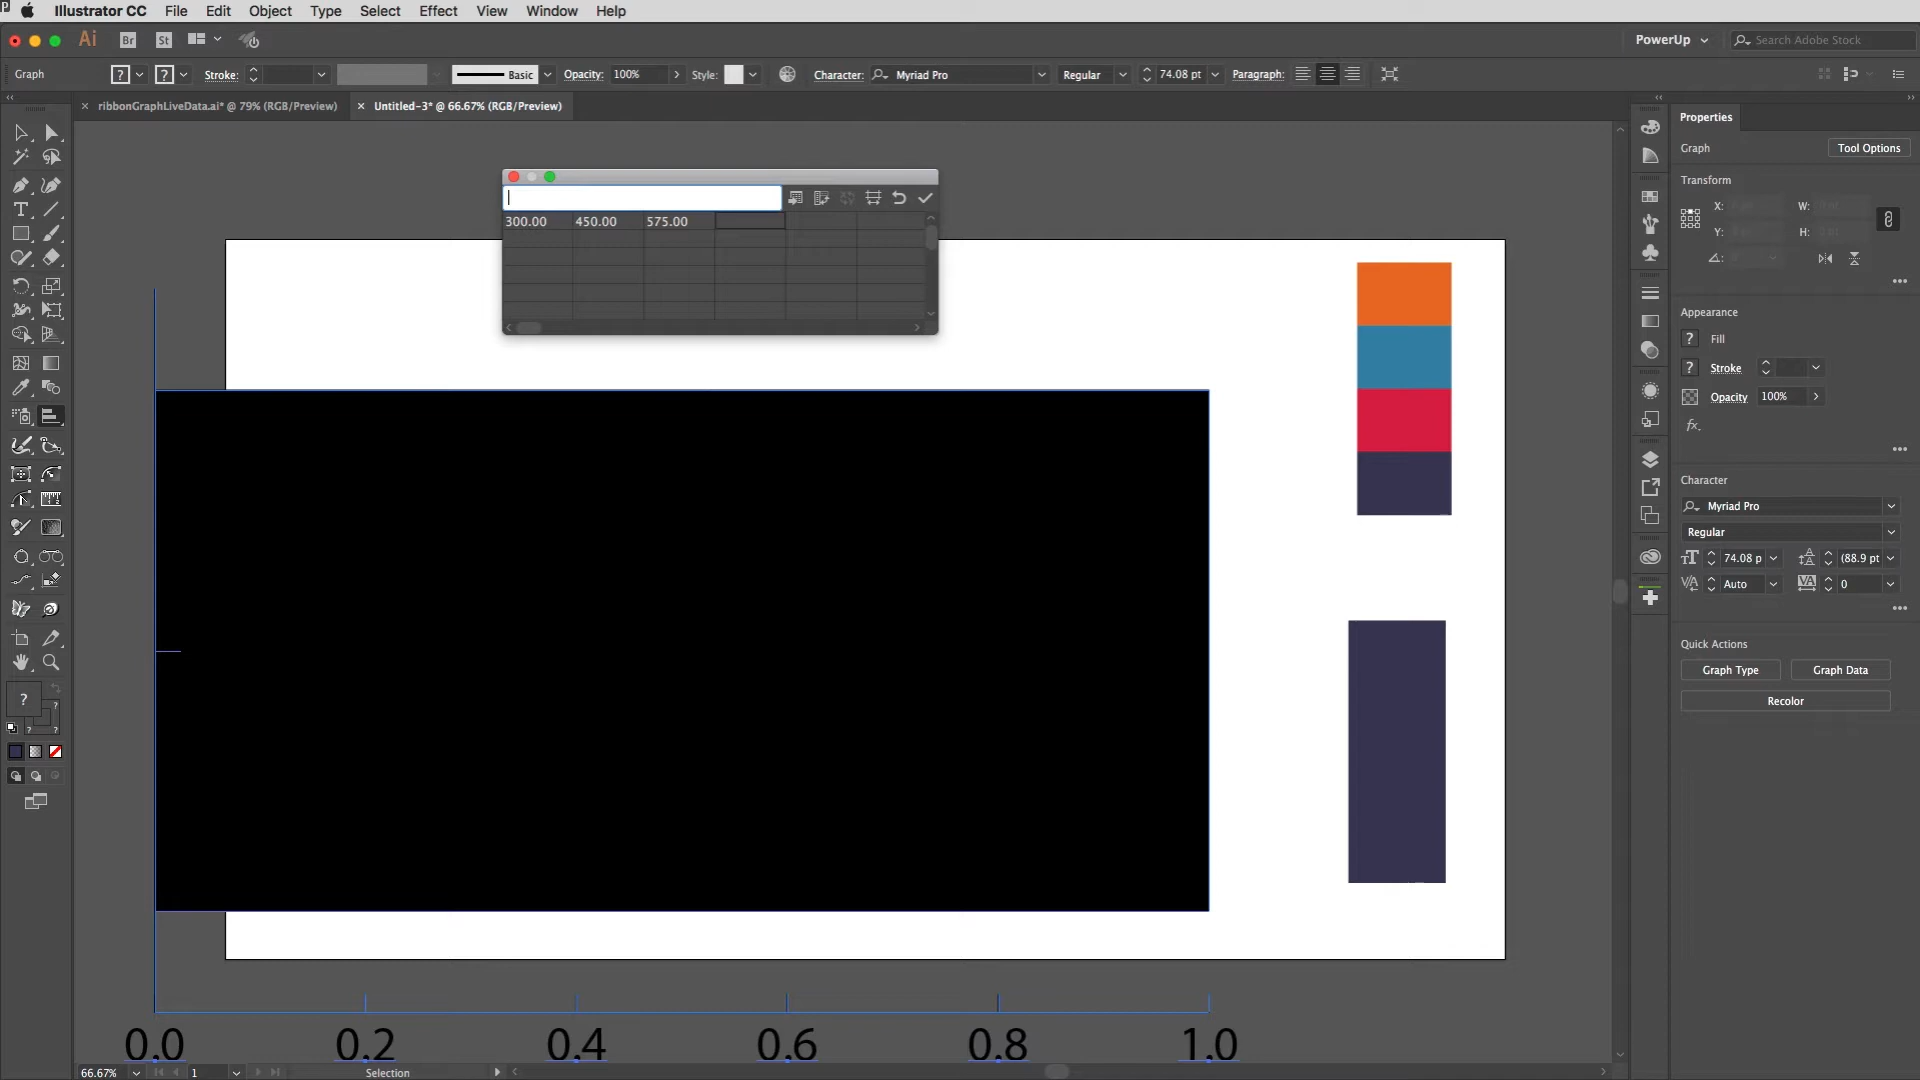 Illustrator CC File Edit Object Type Select Effect View Window Help
Ai Br St PowerUp Search Adobe Stock
Graph ? ? Stroke: Basic Opacity: 100% Style: Character: Myriad Pro Regular 74.08 pt Paragraph:
ribbonGraphLiveData.ai* @ 79% (RGB/Preview) Untitled-3* @ 66.67% (RGB/Preview)
Properties
Graph Tool Options
Transform
X: W:
Y: H:
300.00 450.00 575.00
Appearance
? Fill
? Stroke
Opacity 100%
fx.
Character
Myriad Pro
Regular
74.08 p (88.9 pt
Auto 0
Quick Actions
Graph Type Graph Data
Recolor
?
?
? ?
0,0 0,2 0,4 0,6 0,8 1,0
66.67% 1 Selection